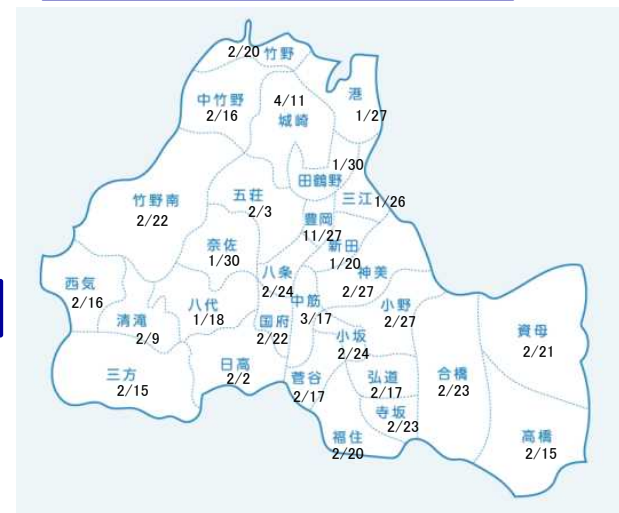 2/20 竹野
中竹野
2/16
4/11
城崎
港
1/27
1/30
田鶴野
三江 1/26
竹野南
2/22
五荘
2/3
豊岡
11/27
奈佐
1/30
新田
1/20
神美
2/27
西気
2/16
清滝
2/9
八代
1/18
八条
2/24
中筋
3/17
小野
2/27
国府
2/22
小坂
2/24
資母
2/21
三方
2/15
日高
2/2
菅谷
2/17
弘道
2/17
合橋
2/23
寺坂
2/23
福住
2/20
高橋
2/15